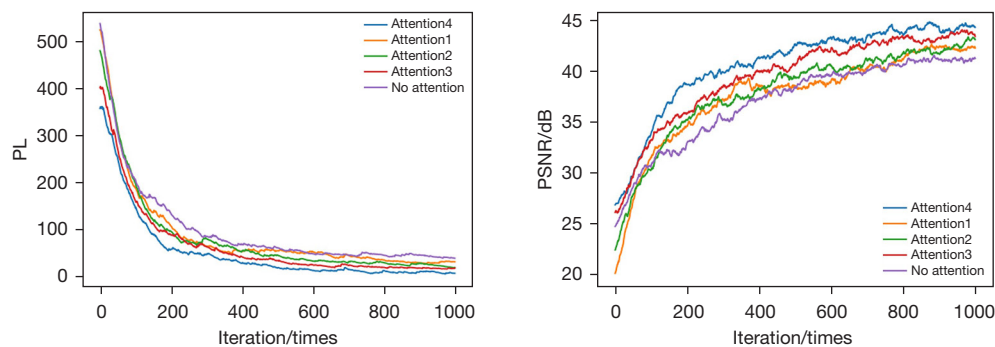 500
400
300
200
100
0
PL
0 200 400 600 800 1000
Iteration/times
Attention4
Attention1
Attention2
Attention3
No attention
45
40
35
30
25
20
PSNR/dB
0 200 400 600 800 1000
Iteration/times
Attention4
Attention1
Attention2
Attention3
No attention